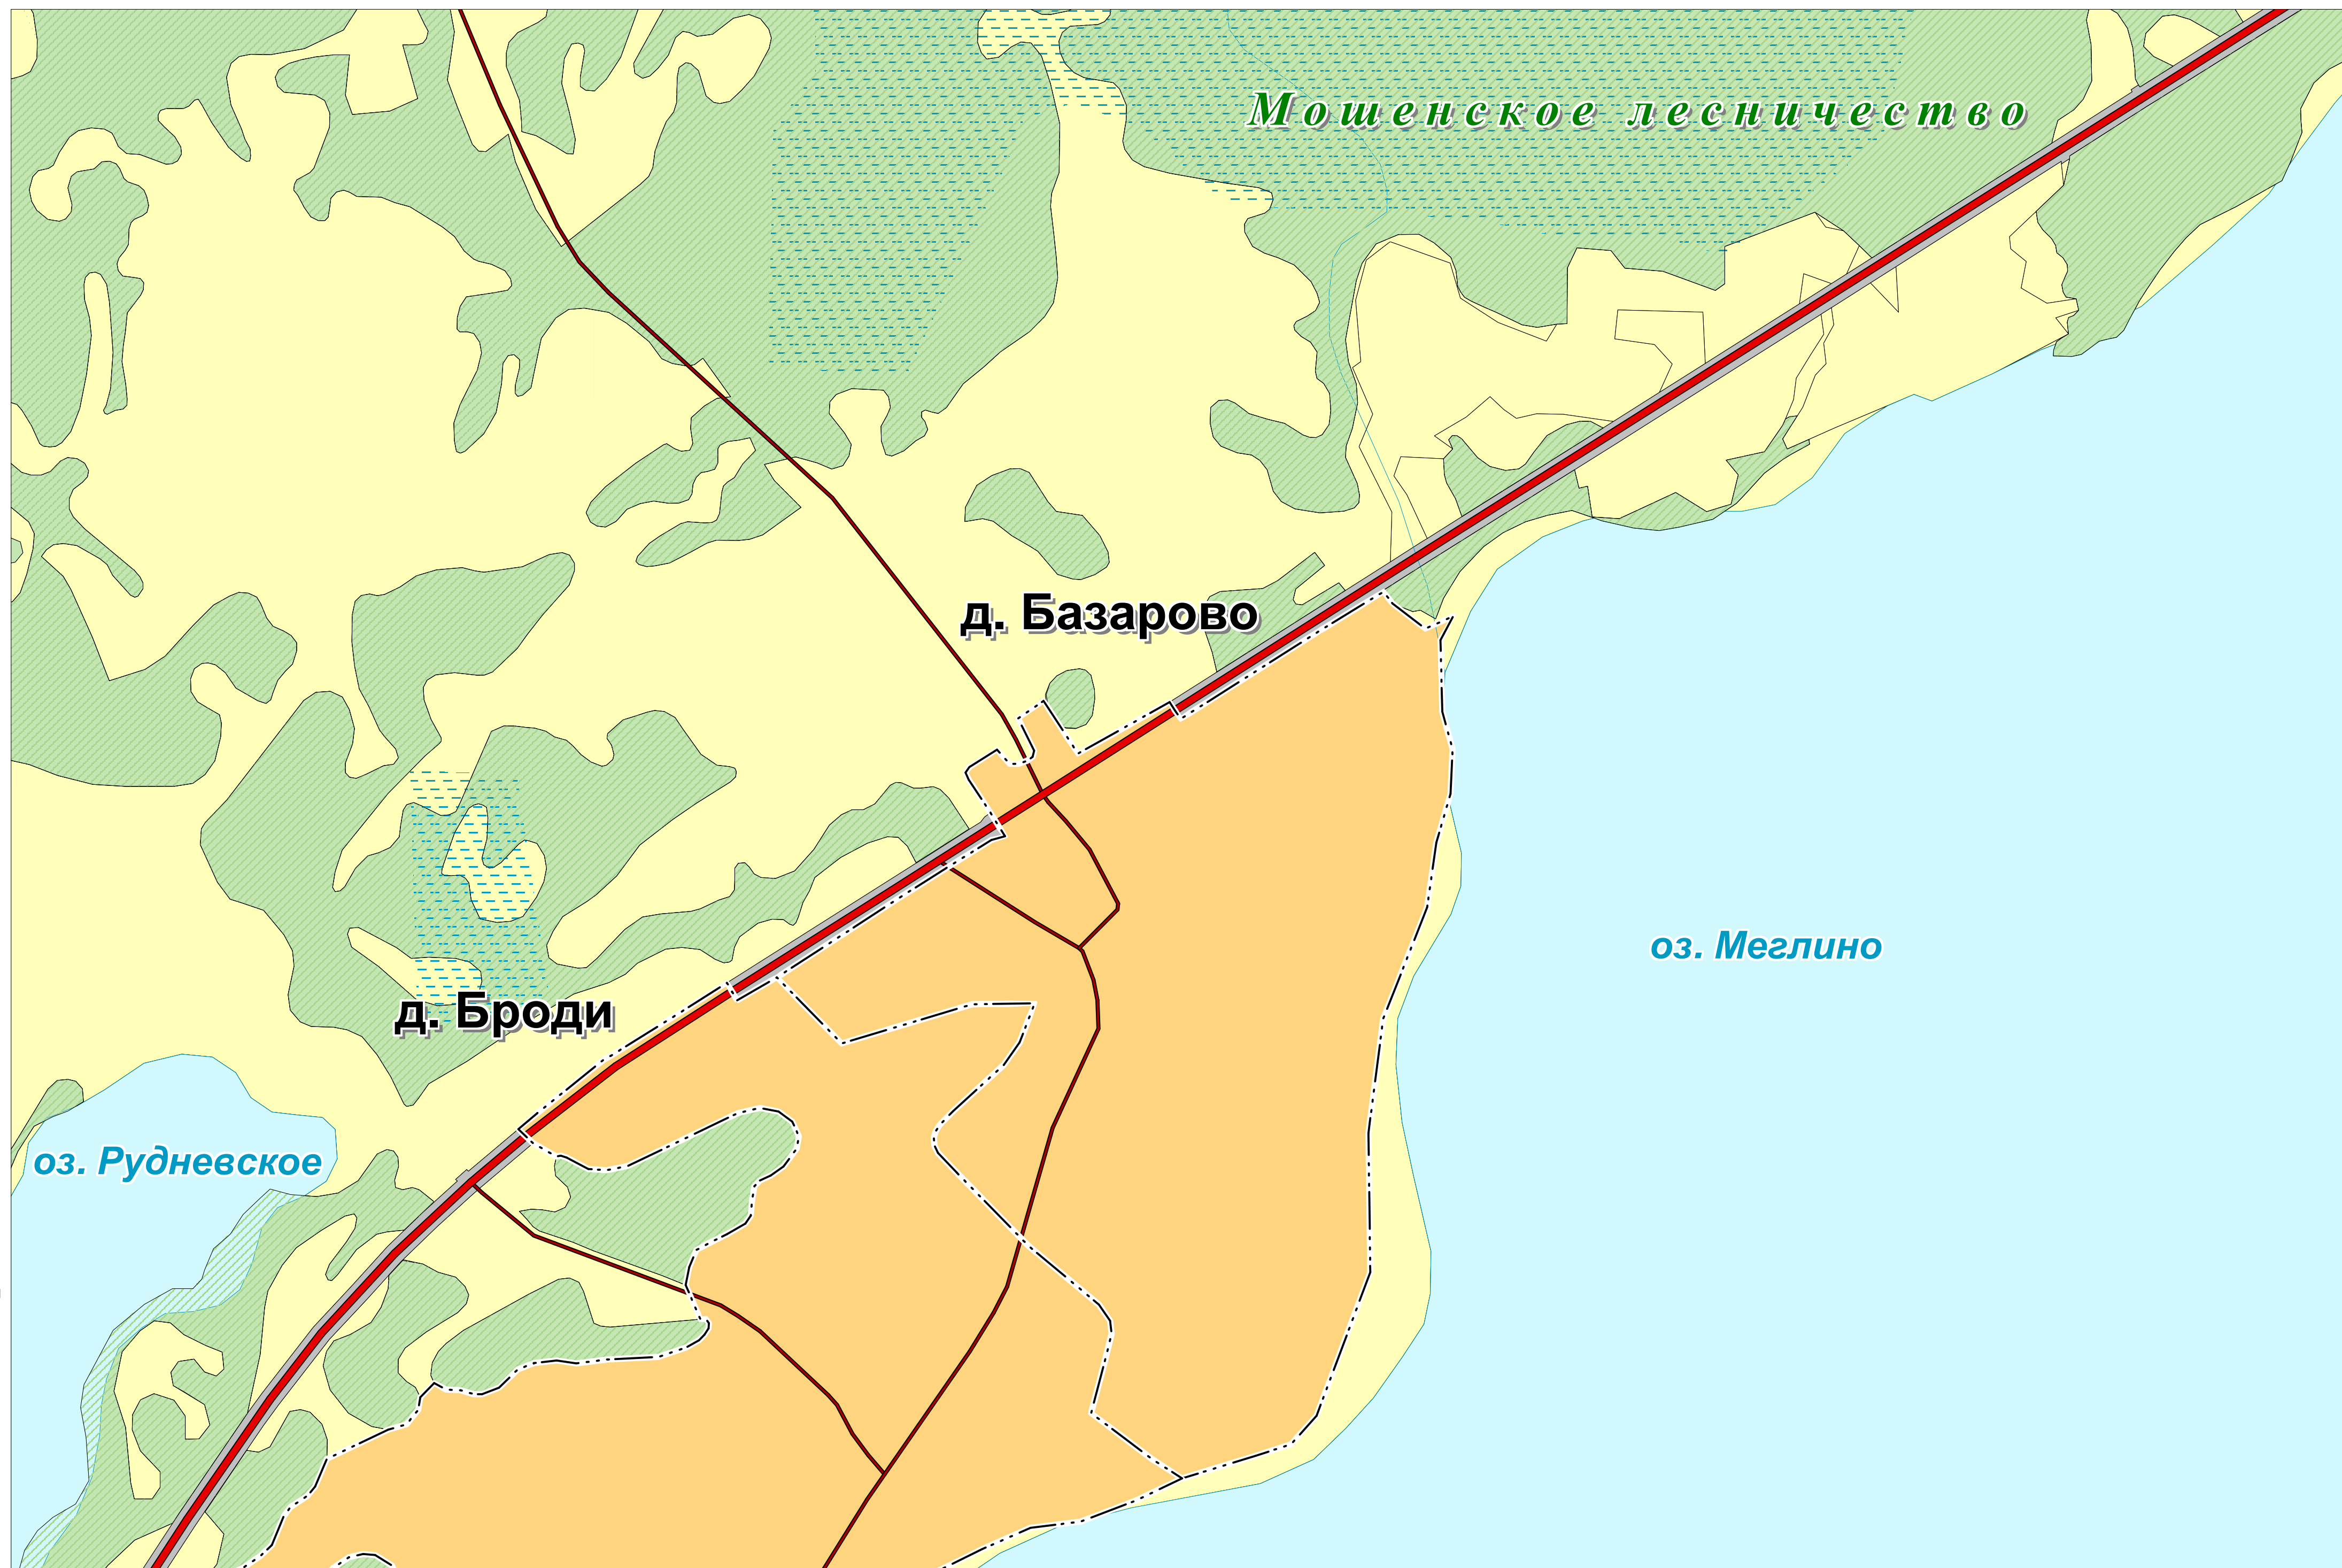 Мошенское лесничество
д. Базарово
оз. Меглино
д. Броди
оз. Рудневское